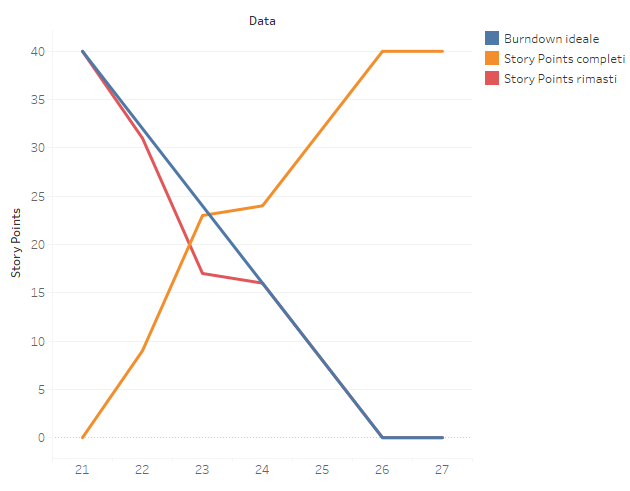 Data
Burndown ideale
Story Points completi
Story Points rimasti
Story Points
40
35
30
25
20
15
10
5
0
21 22 23 24 25 26 27